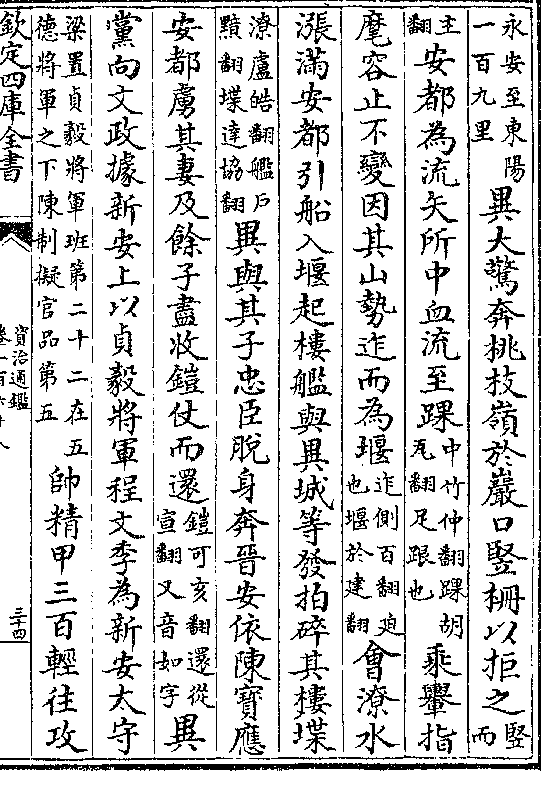 永安至東陽一百九里異大驚奔桃枝嶺於巖口豎柵以拒之豎而
主翻安都為流矢所中血流至踝中竹仲翻踝胡瓦翻足跟也乘轝指
麾容止不變因其山勢迮而為堰迮側百翻迫也堰於建翻會潦水
漲滿安都引船入堰起樓艦與異城等發拍碎其樓堞
潦盧皓翻艦戶黤翻堞達協翻異與其子忠臣脫身奔晉安依陳寶應
安都虜其妻及餘子盡收鎧仗而還鎧可亥翻還從宣翻又音如字異
黨向文政據新安上以貞毅將軍程文季為新安太守
梁置貞毅將軍班第二十二在五德將軍之下陳制擬官品第五帥精甲三百輕往攻
欽定四庫全書
資治通鑑
卷一百六十八
三十四